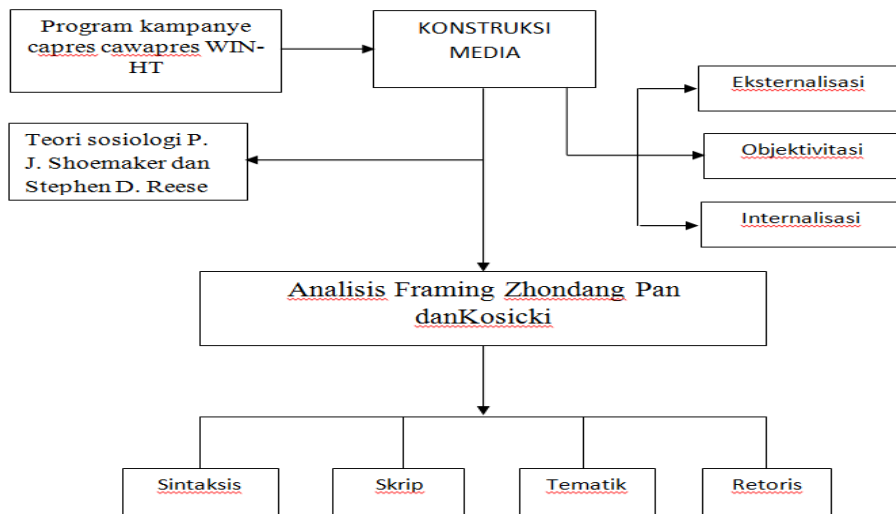 Program kampanye
capres cawapres WIN-
HT
KONSTRUKSI
MEDIA
Eksternalisasi
Teori sosiologi P.
J. Shoemaker dan
Stephen D. Reese
Objektivitasi
Internalisasi
Analisis Framing Zhondang Pan
danKosicki
Sintaksis
Skrip
Tematik
Retoris